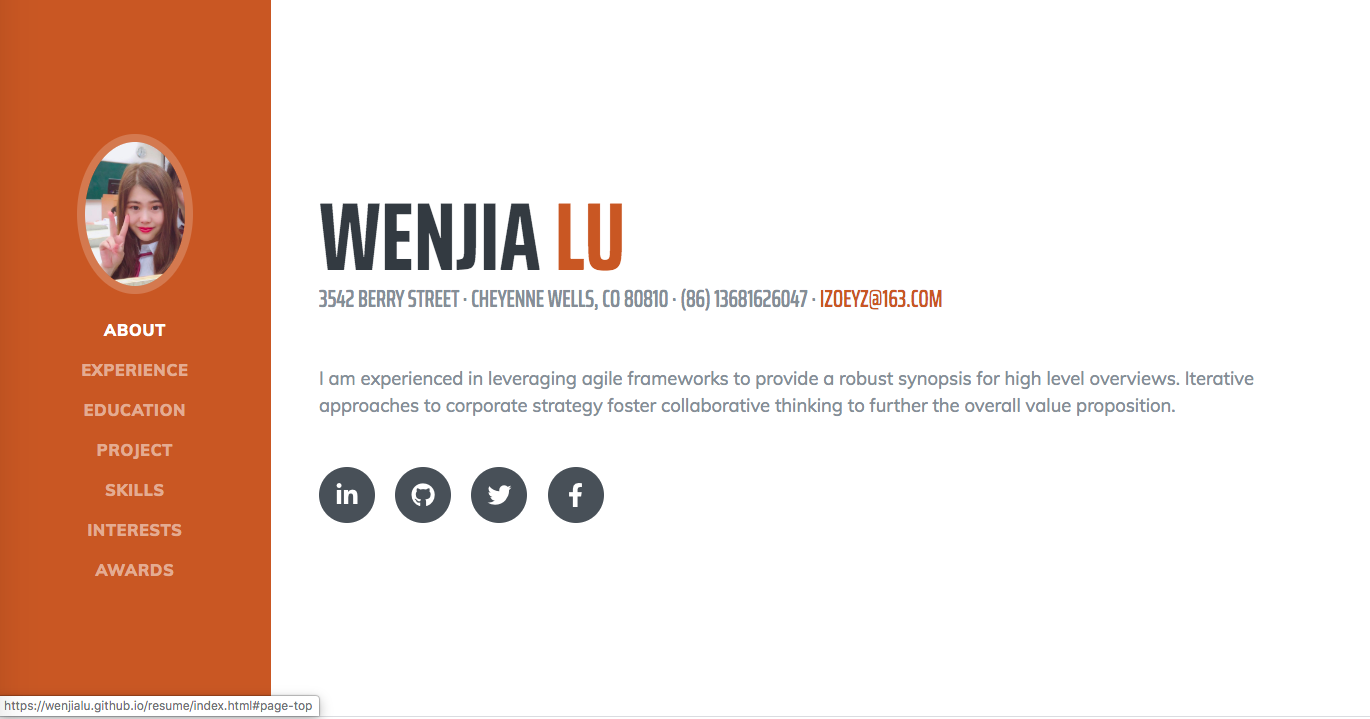 ABOUT
EXPERIENCE
EDUCATION
PROJECT
SKILLS
INTERESTS
AWARDS
WENJIA LU
3542 BERRY STREET · CHEYENNE WELLS, CO 80810 · (86) 13681626047 · IZOEYZ@163.COM
I am experienced in leveraging agile frameworks to provide a robust synopsis for high level overviews. Iterative
approaches to corporate strategy foster collaborative thinking to further the overall value proposition.
in
https://wenjialu.github.io/resume/index.html#page-top